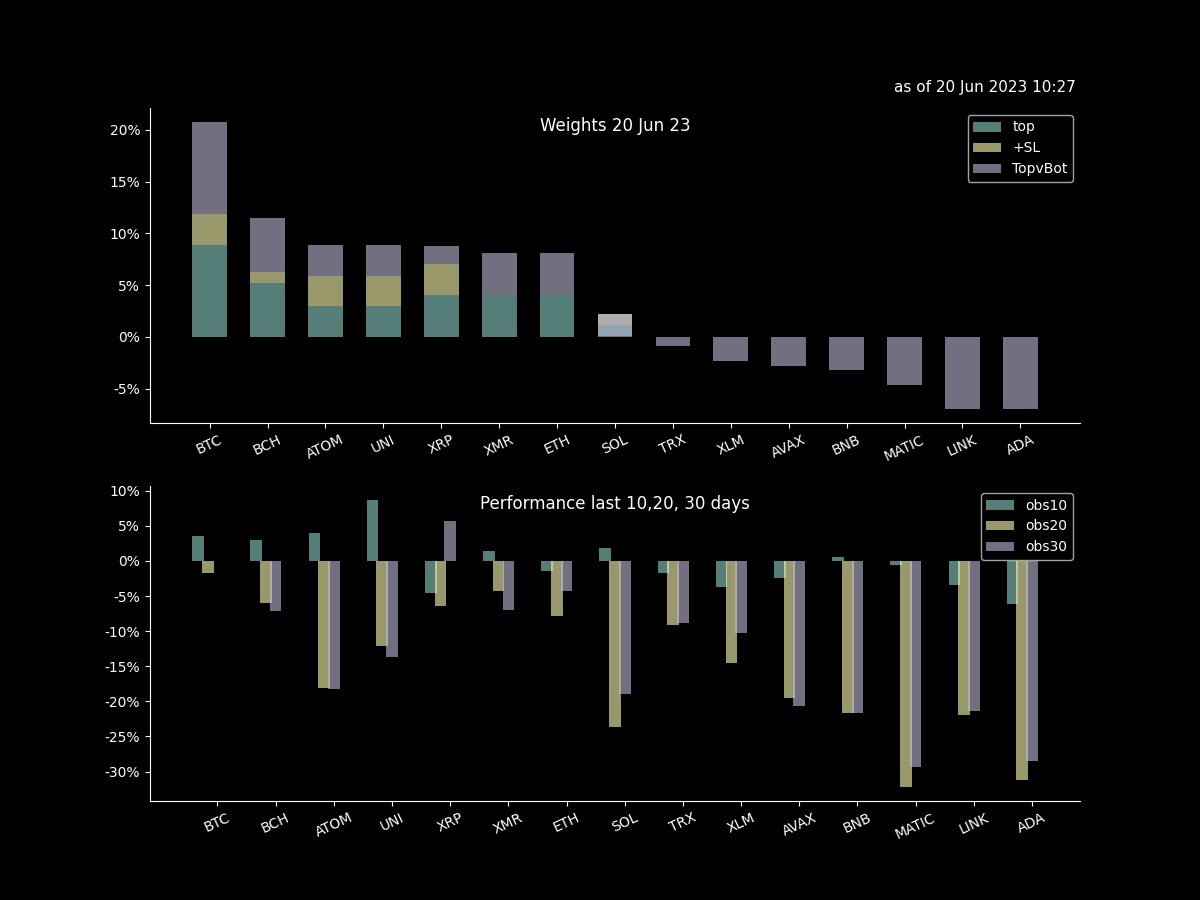 as of 20 Jun 2023 10:27
Weights 20 Jun 23
top
+SL
TopvBot
20%
15%
10%
5%
0%
-5%
BTC BCH ATOM UNI XRP XMR ETH SOL TRX XLM AVAX BNB MATIC LINK ADA
Performance last 10,20, 30 days
obs10
obs20
obs30
10%
5%
0%
-5%
-10%
-15%
-20%
-25%
-30%
BTC BCH ATOM UNI XRP XMR ETH SOL TRX XLM AVAX BNB MATIC LINK ADA